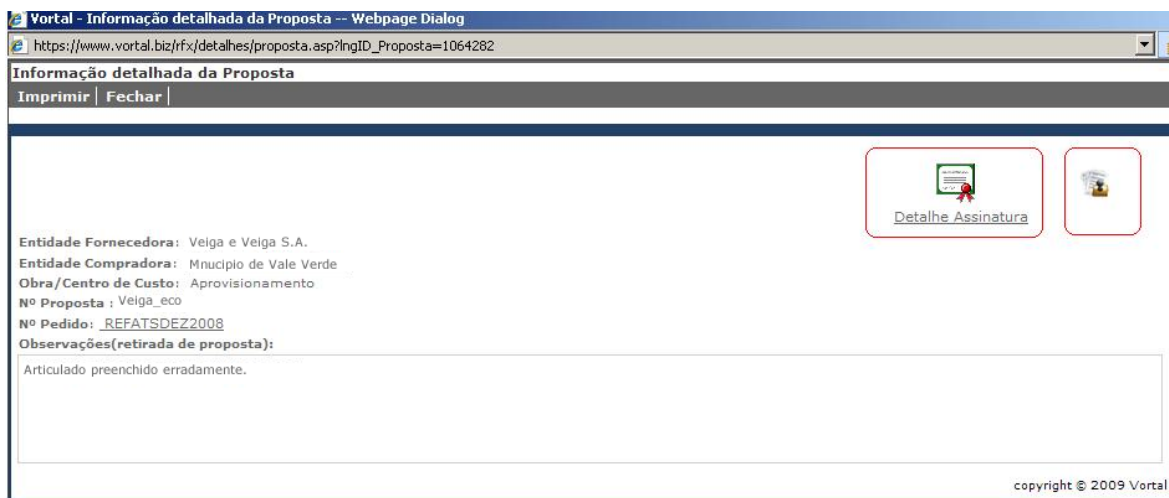 Vortal - Informação detalhada da Proposta -- Webpage Dialog
https://www.vortal.biz/rfx/detalhes/proposta.asp?lngID_Proposta=1064282
Informação detalhada da Proposta
Imprimir | Fechar |
Detalhe Assinatura
Entidade Fornecedora: Veiga e Veiga S.A.
Entidade Compradora: Mnucipio de Vale Verde
Obra/Centro de Custo: Aprovisionamento
Nº Proposta : Veiga_eco
Nº Pedido: _REFATSDEZ2008
Observações(retirada de proposta):
Articulado preenchido erradamente.
copyright © 2009 Vortal